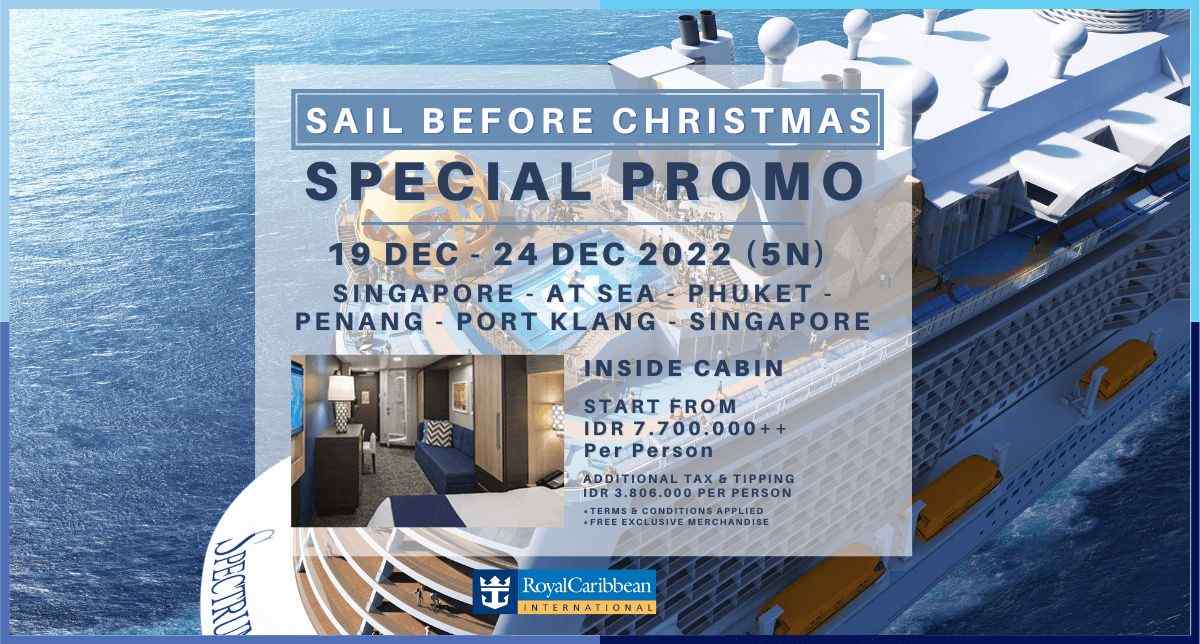 SAIL BEFORE CHRISTMAS
SPECIAL PROMO
19 DEC - 24 DEC 2022 (5N)
SINGAPORE - AT SEA - PHUKET -
PENANG - PORT KLANG - SINGAPORE
INSIDE CABIN
START FROM
IDR 7.700.000++
Per Person
ADDITIONAL TAX & TIPPING
IDR 3.806.000 PER PERSON
*TERMS & CONDITIONS APPLIED
*FREE EXCLUSIVE MERCHANDISE
RoyalCaribbean
INTERNATIONAL